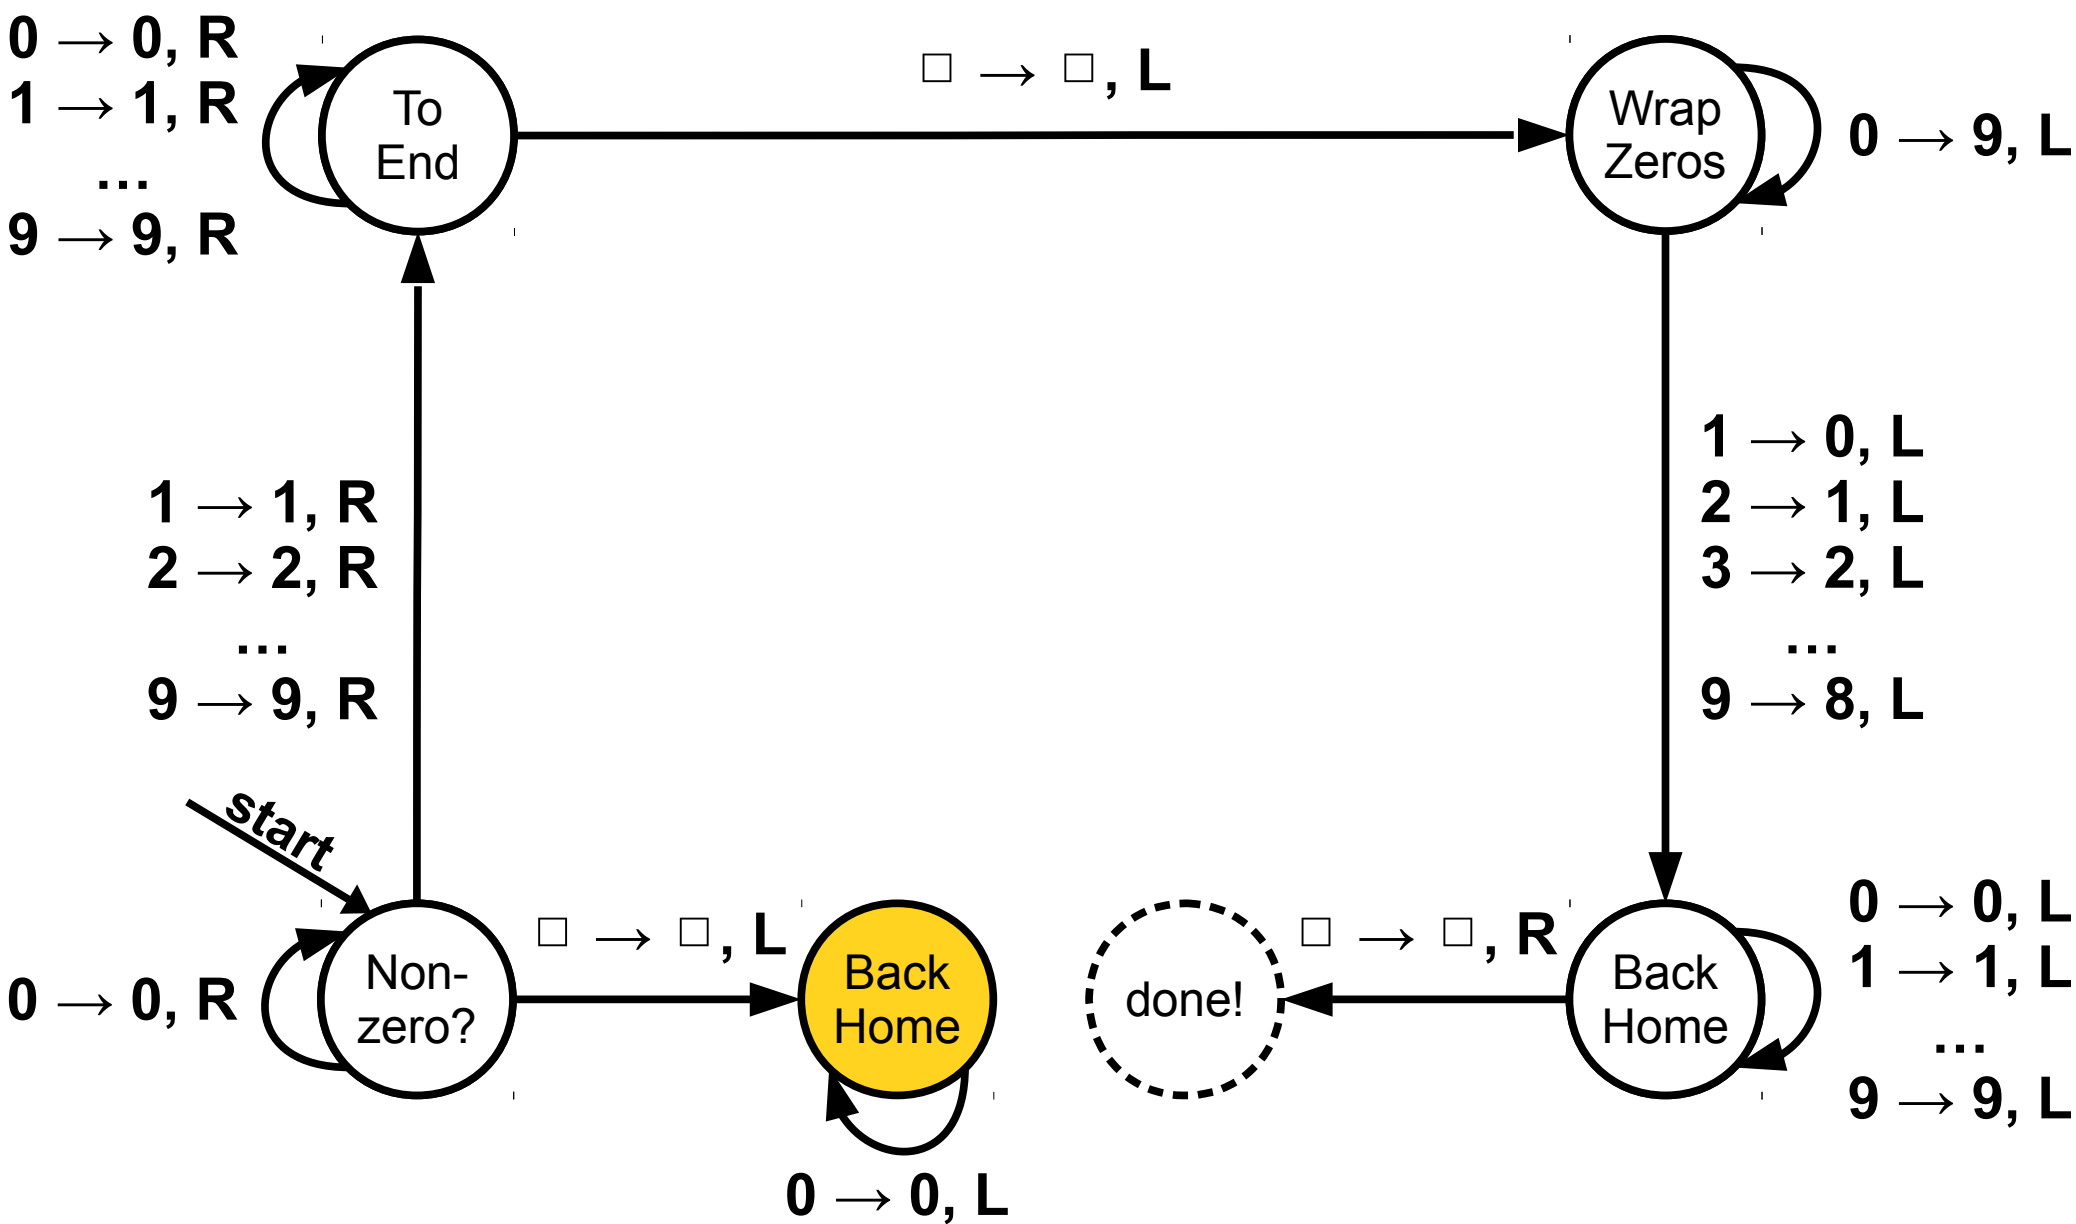 0 → 0, R
1 → 1, R
...
9 → 9, R
To
End
□ → □, L
Wrap
Zeros
0 → 9, L
1 → 1, R
2 → 2, R
...
9 → 9, R
1 → 0, L
2 → 1, L
3 → 2, L
...
9 → 8, L
start
0 → 0, R
Non-
zero?
□ → □, L
Back
Home
0 → 0, L
done!
□ → □, R
Back
Home
0 → 0, L
1 → 1, L
...
9 → 9, L